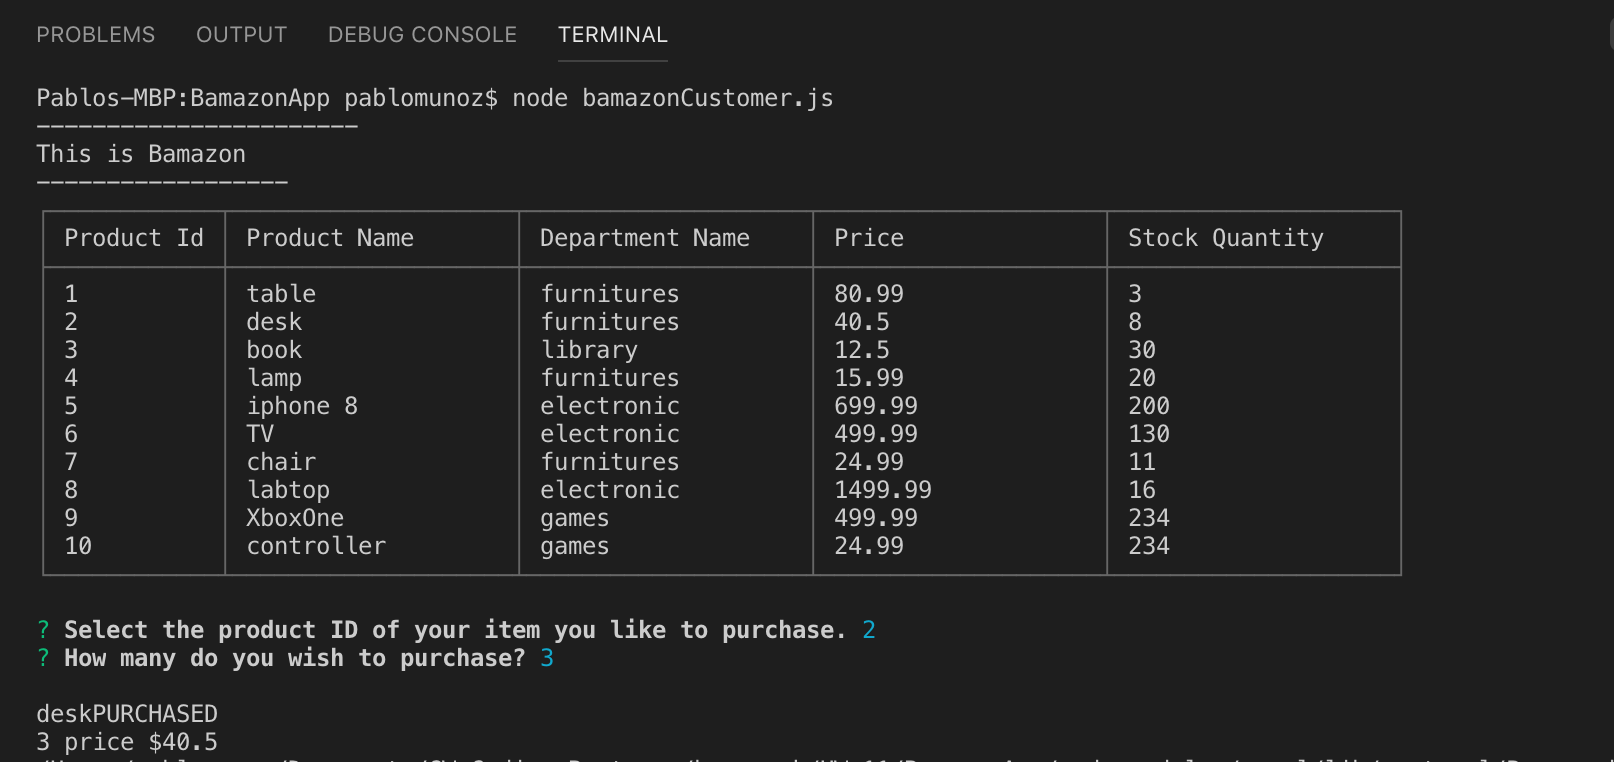 PROBLEMS OUTPUT DEBUG CONSOLE TERMINAL
Pablos-MBP:BamazonApp pablomunoz$ node bamazonCustomer.js
-----------------------
This is Bamazon
------------------
Product Id Product Name Department Name Price Stock Quantity
1 table furnitures 80.99 3
2 desk furnitures 40.5 8
3 book library 12.5 30
4 lamp furnitures 15.99 20
5 iphone 8 electronic 699.99 200
6 TV electronic 499.99 130
7 chair furnitures 24.99 11
8 labtop electronic 1499.99 16
9 XboxOne games 499.99 234
10 controller games 24.99 234
? Select the product ID of your item you like to purchase. 2
? How many do you wish to purchase? 3
deskPURCHASED
3 price $40.5